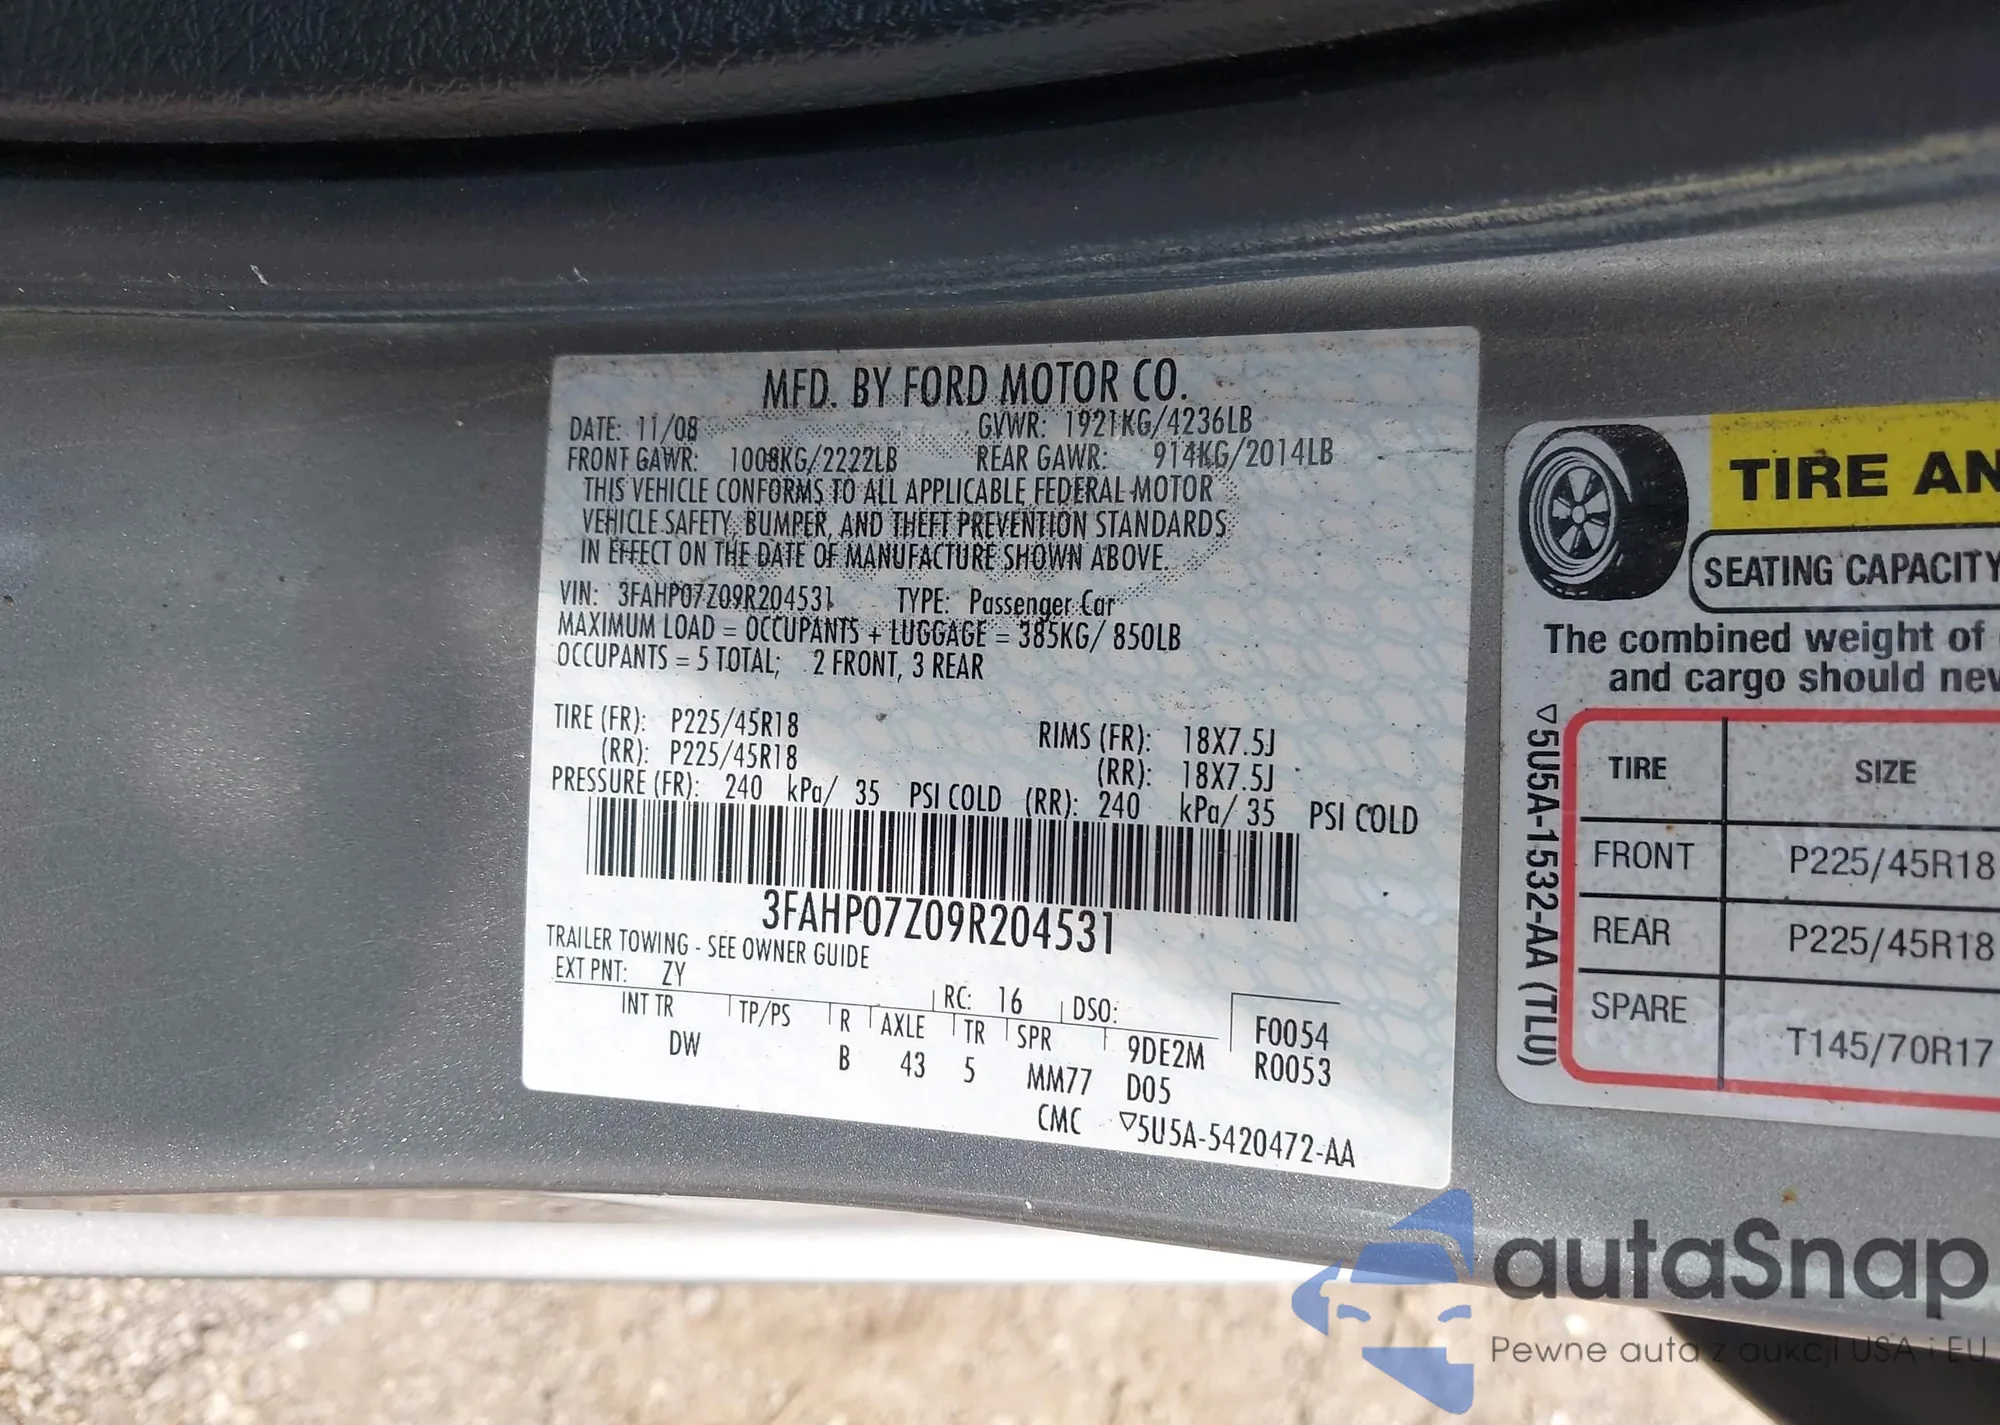 MFD. BY FORD MOTOR CO.
DATE: 11/08 GVWR: 1921KG/4236LB
FRONT GAWR: 1008KG/2222LB REAR GAWR: 914KG/2014LB
THIS VEHICLE CONFORMS TO ALL APPLICABLE FEDERAL MOTOR
VEHICLE SAFETY, BUMPER, AND THEFT PREVENTION STANDARDS
IN EFFECT ON THE DATE OF MANUFACTURE SHOWN ABOVE.
VIN: 3FAHP07Z09R204531 TYPE: Passenger Car
MAXIMUM LOAD = OCCUPANTS + LUGGAGE = 385KG/ 850LB
OCCUPANTS = 5 TOTAL; 2 FRONT, 3 REAR
TIRE (FR): P225/45R18 RIMS (FR): 18X7.5J
(RR): P225/45R18 (RR): 18X7.5J
PRESSURE (FR): 240 kPa/ 35 PSI COLD (RR): 240 kPa/ 35 PSI COLD
3FAHP07Z09R204531
TRAILER TOWING - SEE OWNER GUIDE
EXT PNT: ZY RC: 16 DSO:
INT TR TP/PS R AXLE TR SPR 9DE2M F0054
DW B 43 5 MM77 D05 R0053
CMC ▽5U5A-5420472-AA
TIRE AN
SEATING CAPACITY
The combined weight of
and cargo should nev
▽5U5A-1532-AA (TLU)
TIRE SIZE
FRONT P225/45R18
REAR P225/45R18
SPARE T145/70R17
autaSnap
Pewne auta z aukcji USA i EU